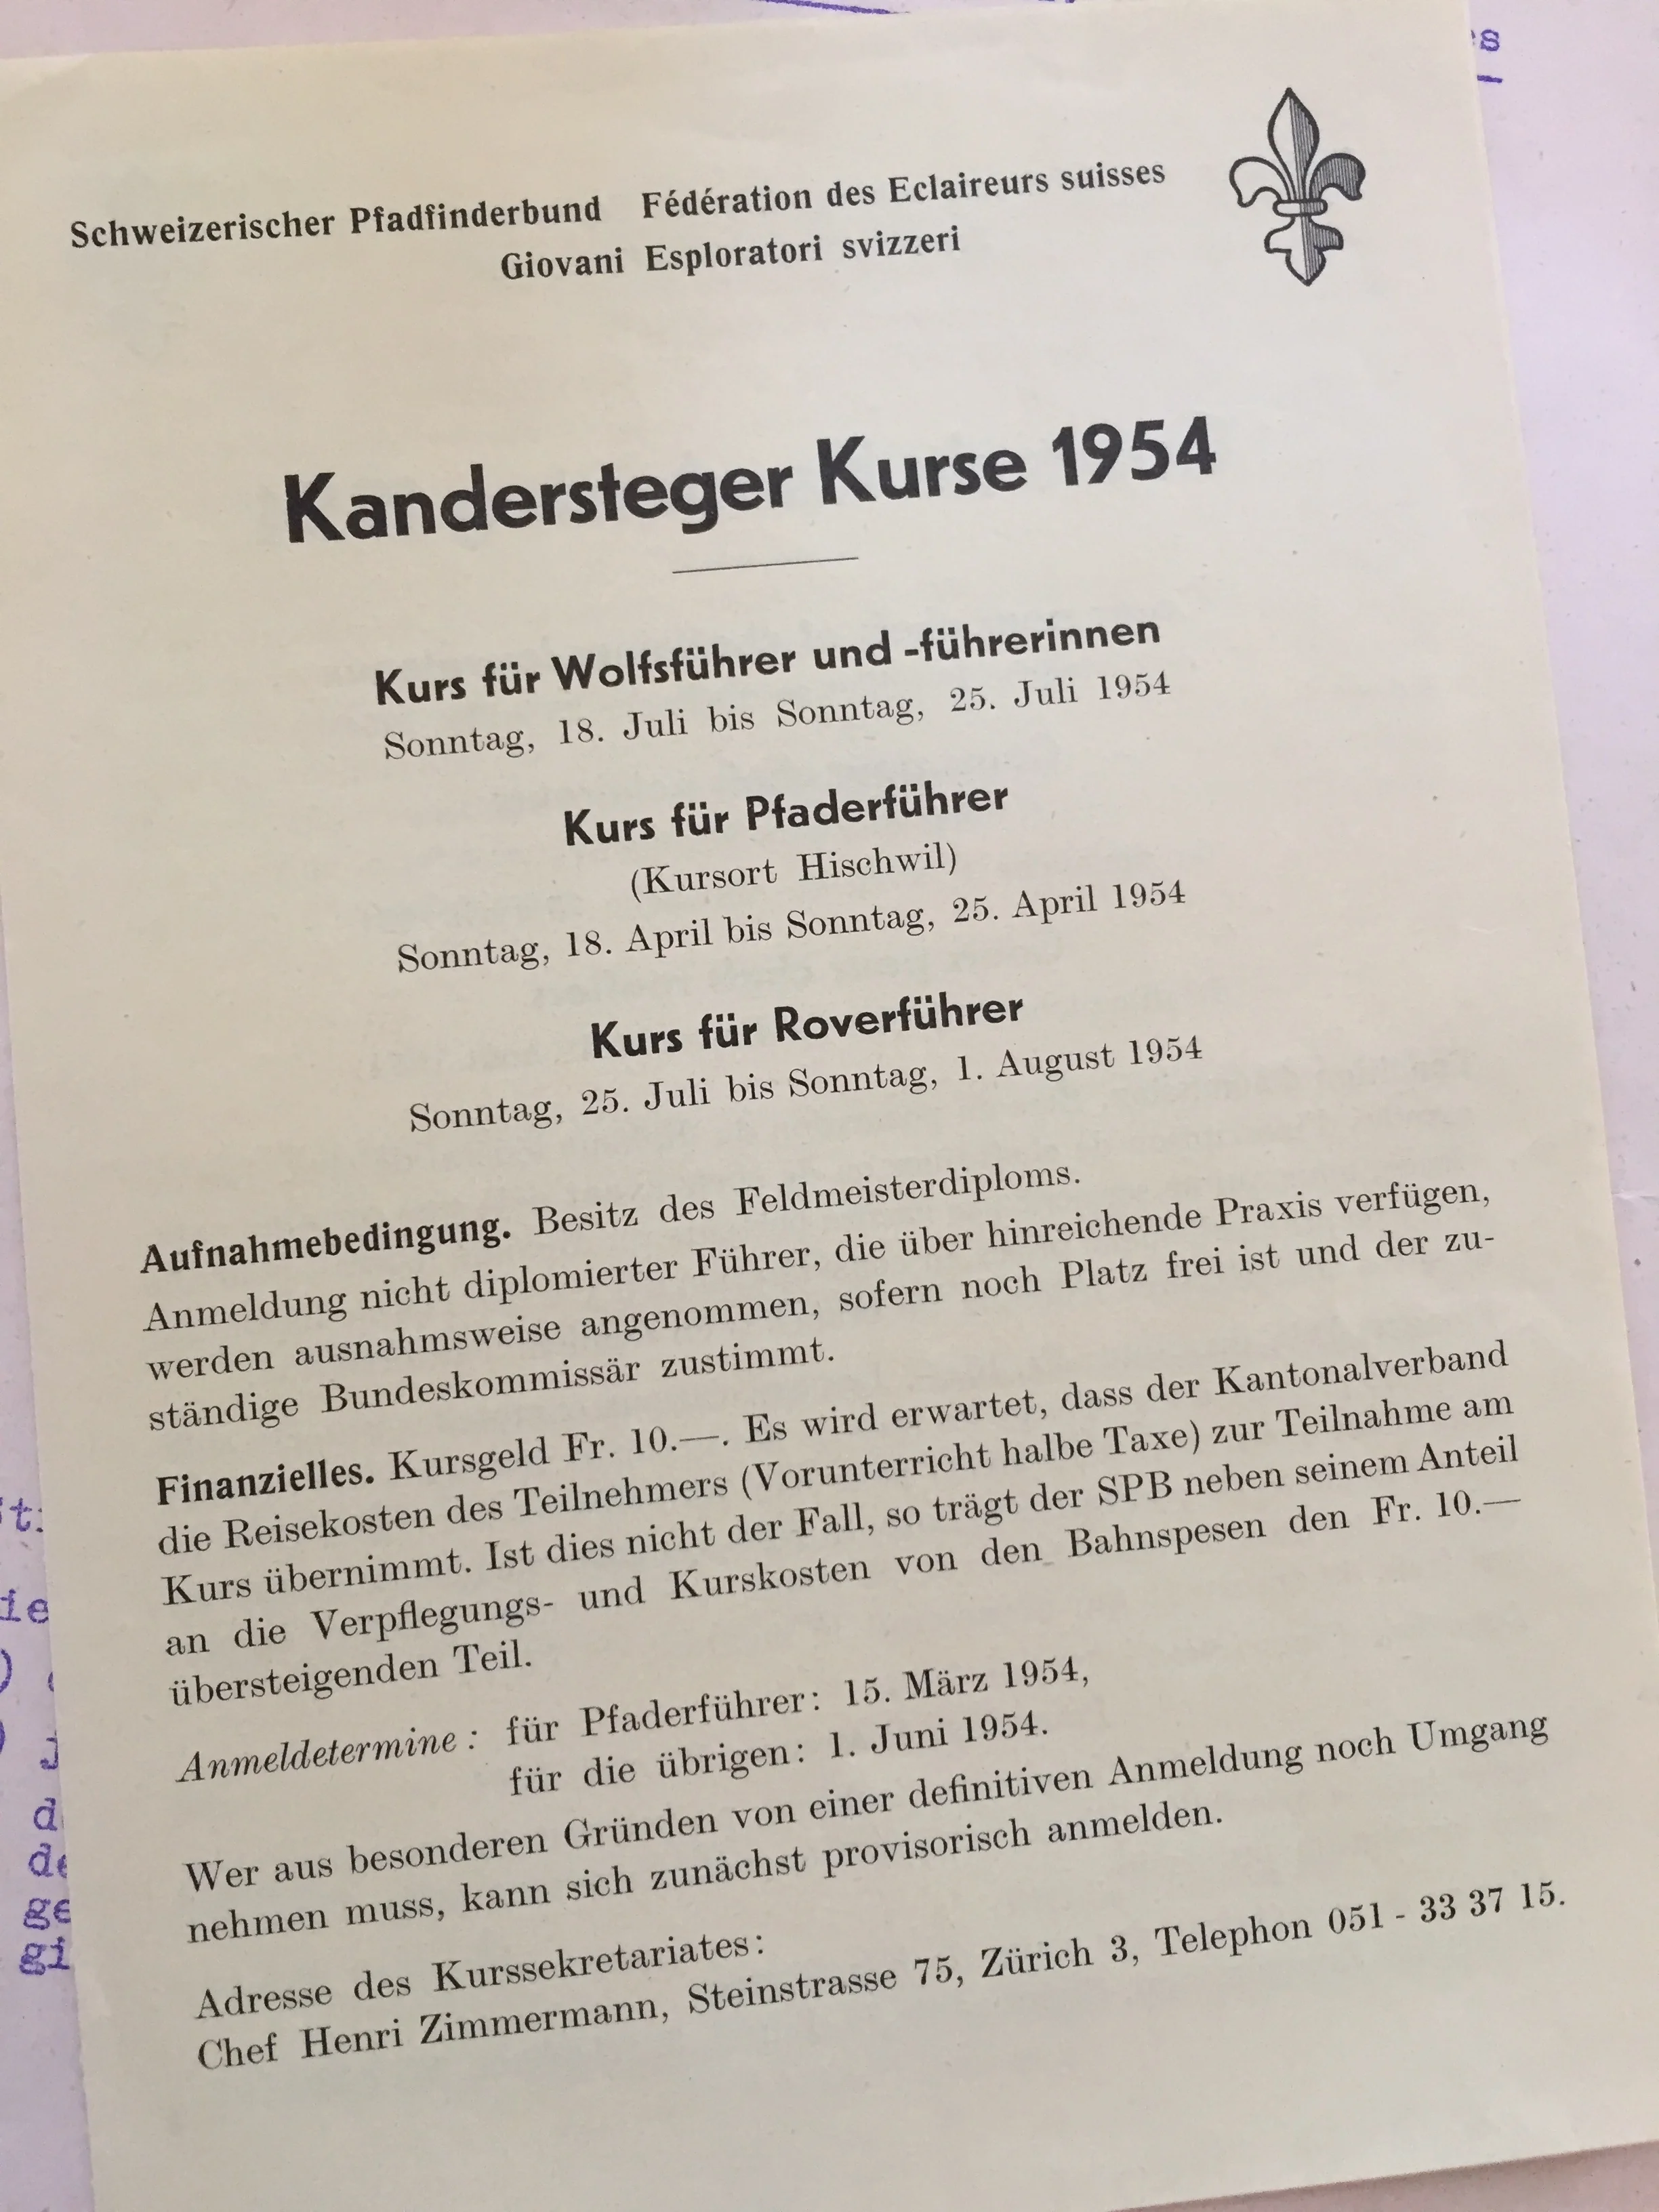 Schweizerischer Pfadfinderbund Fédération des Eclaireurs suisses
Giovani Esploratori svizzeri
Kandersteger Kurse 1954
Kurs für Wolfsführer und -führerinnen
Sonntag, 18. Juli bis Sonntag, 25. Juli 1954
Kurs für Pfaderführer
(Kursort Hischwil)
Sonntag, 18. April bis Sonntag, 25. April 1954
Kurs für Roverführer
Sonntag, 25. Juli bis Sonntag, 1. August 1954
Aufnahmebedingung. Besitz des Feldmeisterdiploms.
Anmeldung nicht diplomierter Führer, die über hinreichende Praxis verfügen,
werden ausnahmsweise angenommen, sofern noch Platz frei ist und der zu-
ständige Bundeskommissär zustimmt.
Finanzielles. Kursgeld Fr. 10.—. Es wird erwartet, dass der Kantonalverband
die Reisekosten des Teilnehmers (Vorunterricht halbe Taxe) zur Teilnahme am
Kurs übernimmt. Ist dies nicht der Fall, so trägt der SPB neben seinem Anteil
an die Verpflegungs- und Kurskosten von den Bahnspesen den Fr. 10.—
übersteigenden Teil.
Anmeldetermine: für Pfaderführer: 15. März 1954,
für die übrigen: 1. Juni 1954.
Wer aus besonderen Gründen von einer definitiven Anmeldung noch Umgang
nehmen muss, kann sich zunächst provisorisch anmelden.
Adresse des Kurssekretariates:
Chef Henri Zimmermann, Steinstrasse 75, Zürich 3, Telephon 051 - 33 37 15.